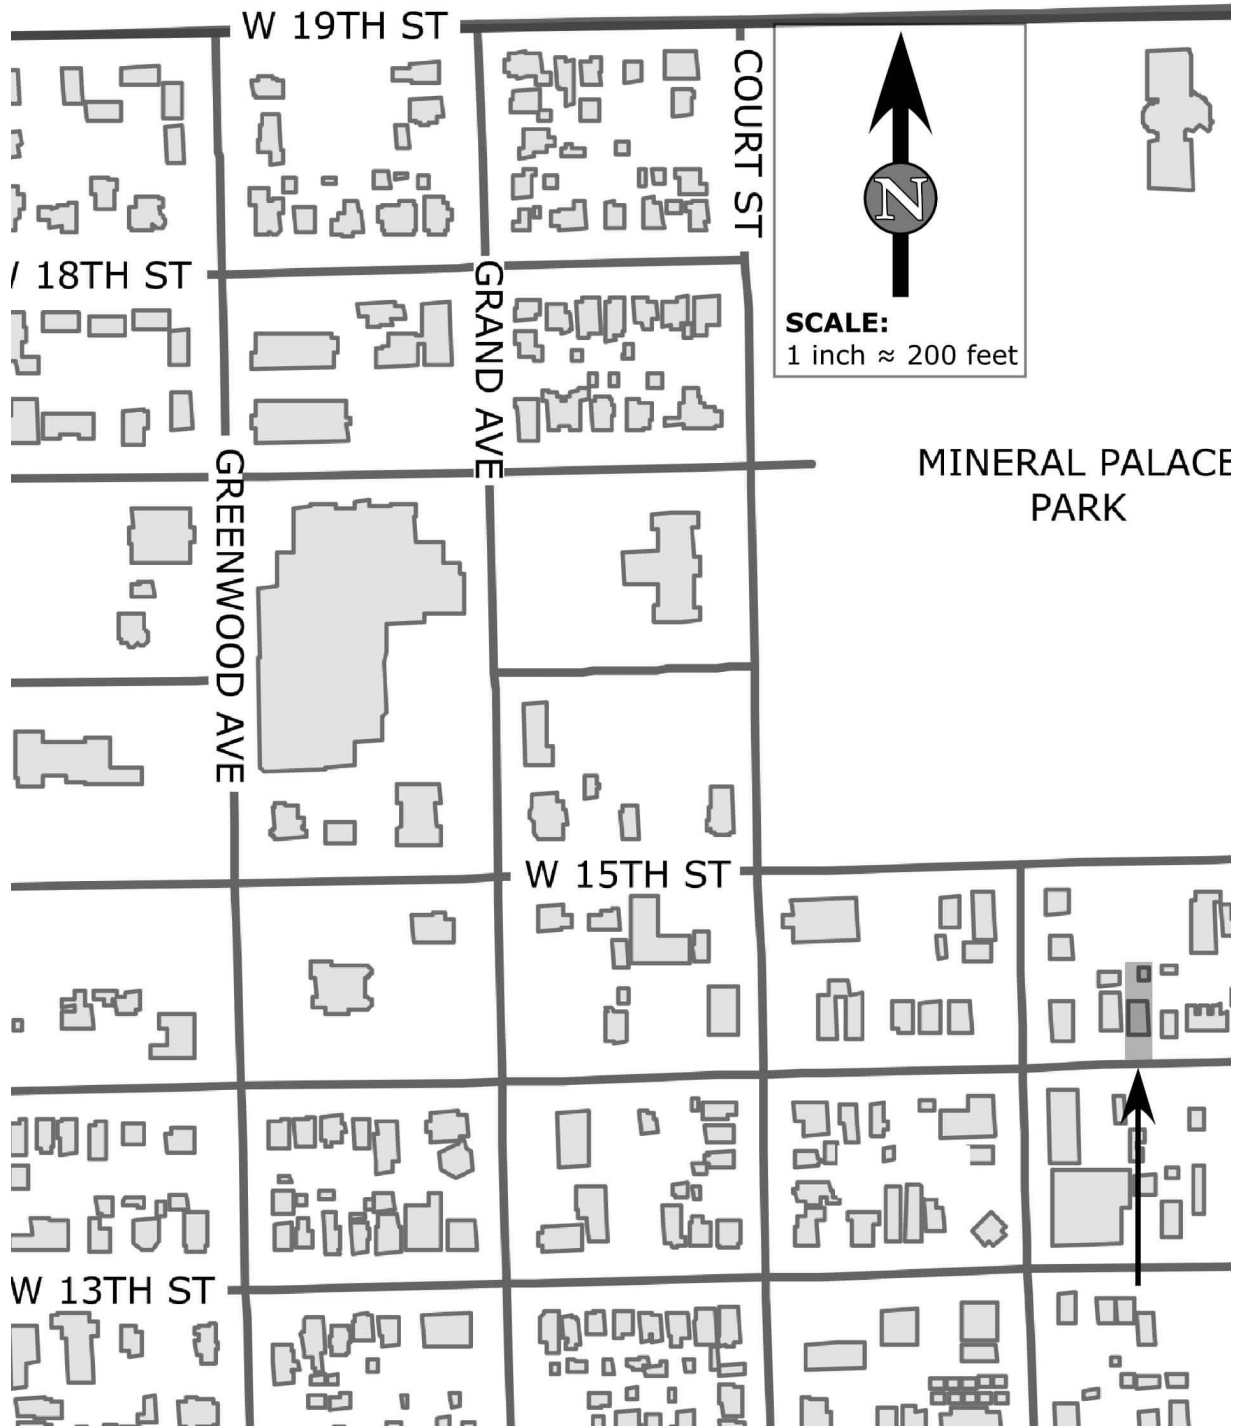 W 19TH ST
COURT ST
N
W 18TH ST
GRAND AVE
SCALE:
1 inch ≈ 200 feet
GREENWOOD AVE
MINERAL PALACE
PARK
W 15TH ST
W 13TH ST